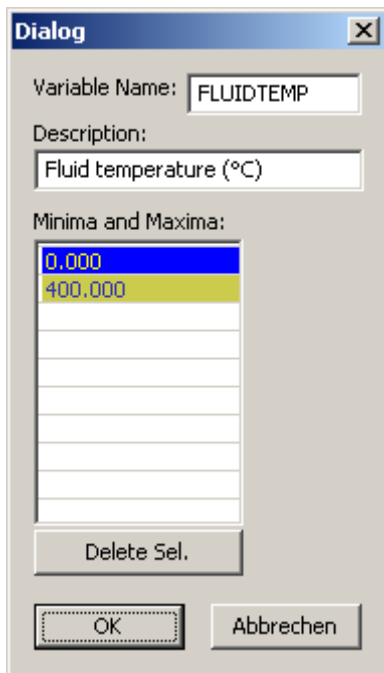 Dialog
Variable Name: FLUIDTEMP
Description:
Fluid temperature (°C)
Minima and Maxima:
0.000
400.000
Delete Sel.
OK Abbrechen